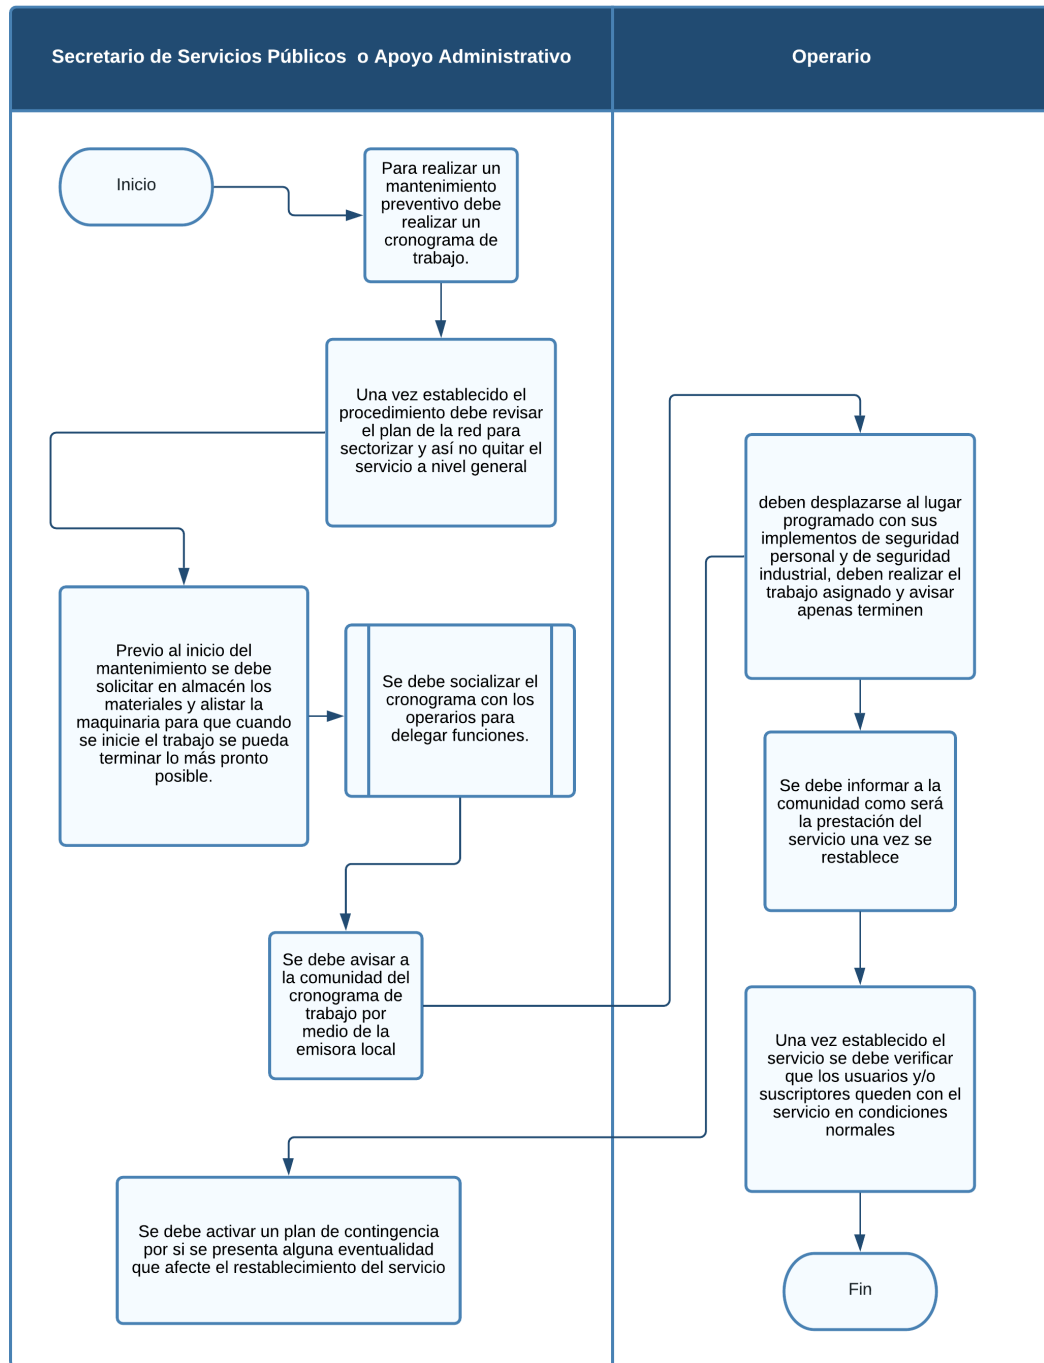 Secretario de Servicios Públicos  o Apoyo Administrativo
Operario
Inicio
Para realizar un
mantenimiento
preventivo debe
realizar un
cronograma de
trabajo.
Una vez establecido el
procedimiento debe revisar
el plan de la red para
sectorizar y así no quitar el
servicio a nivel general
Previo al inicio del
mantenimiento se debe
solicitar en almacén los
materiales y alistar la
maquinaria para que cuando
se inicie el trabajo se pueda
terminar lo más pronto
posible.
Se debe socializar el
cronograma con los
operarios para
delegar funciones.
Se debe avisar a
la comunidad del
cronograma de
trabajo por
medio de la
emisora local
deben desplazarse al lugar
programado con sus
implementos de seguridad
personal y de seguridad
industrial, deben realizar el
trabajo asignado y avisar
apenas terminen
Se debe informar a la
comunidad como será
la prestación del
servicio una vez se
restablece
Una vez establecido el
servicio se debe verificar
que los usuarios y/o
suscriptores queden con el
servicio en condiciones
normales
Se debe activar un plan de contingencia
por si se presenta alguna eventualidad
que afecte el restablecimiento del servicio
Fin